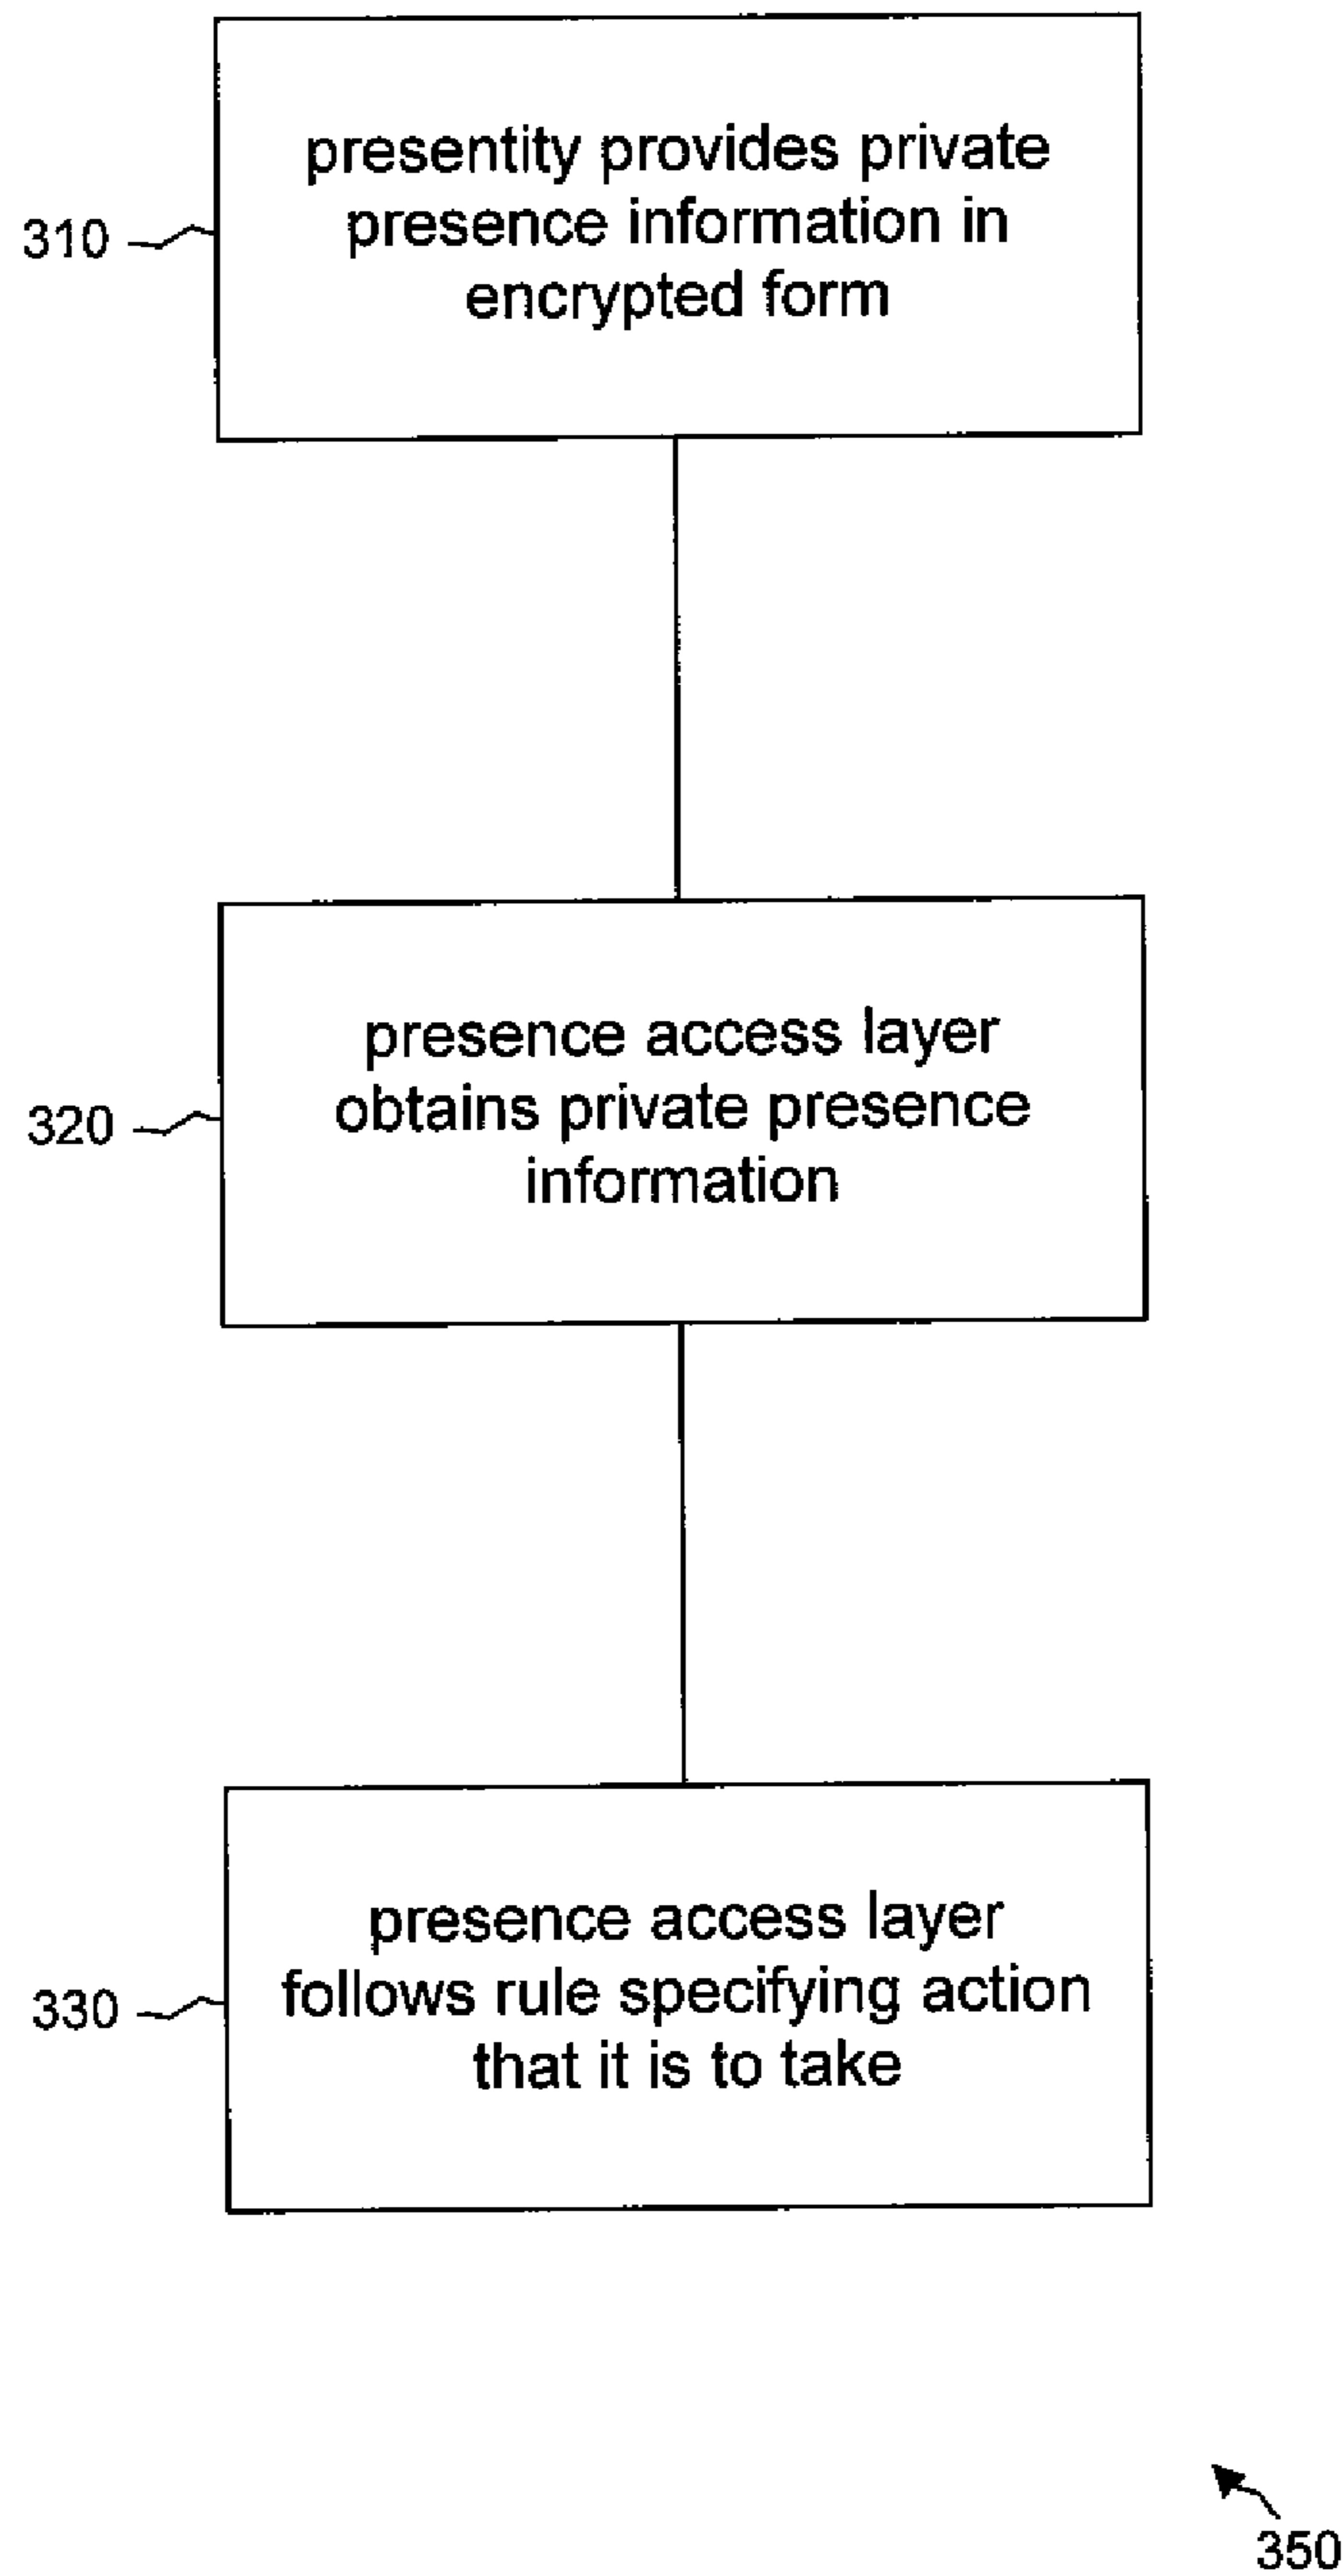 presentity provides private
presence information in
encrypted form
310
presence access layer
obtains private presence
information
320
presence access layer
follows rule specifying action
that it is to take
330
350